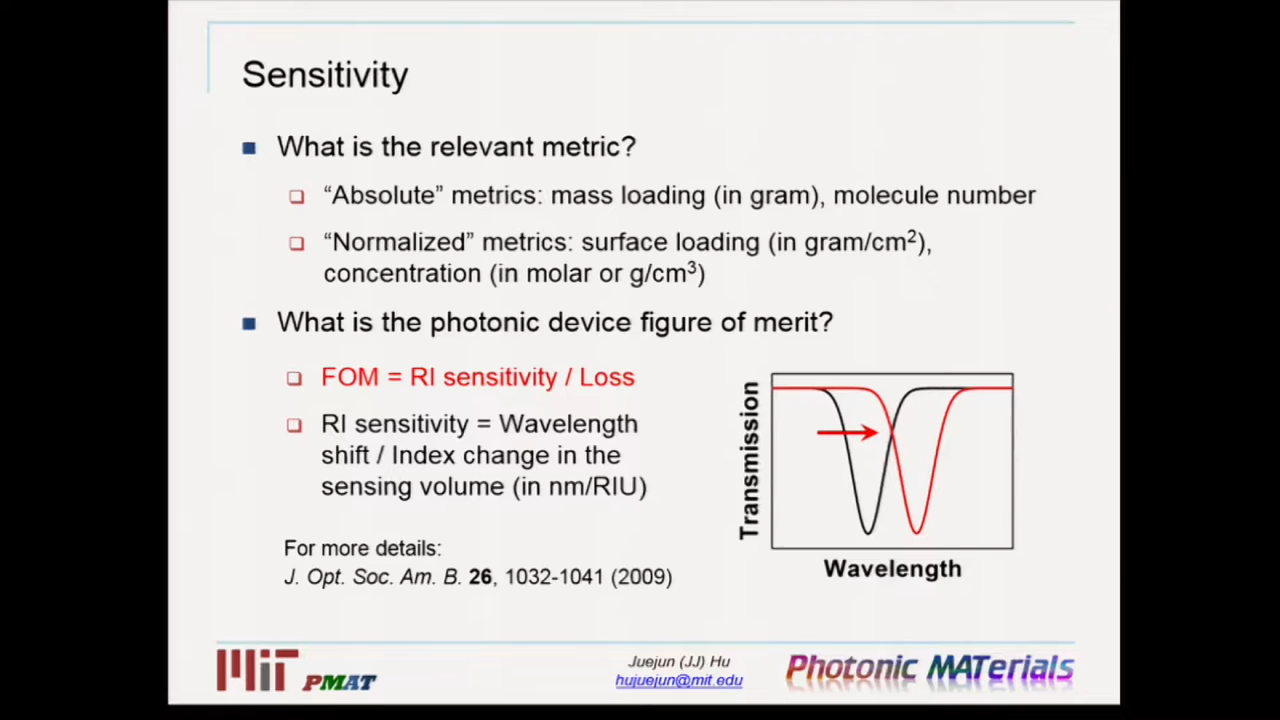 Sensitivity
What is the relevant metric?
“Absolute” metrics: mass loading (in gram), molecule number
“Normalized” metrics: surface loading (in gram/cm²),
concentration (in molar or g/cm³)
What is the photonic device figure of merit?
FOM = RI sensitivity / Loss
RI sensitivity = Wavelength
shift / Index change in the
sensing volume (in nm/RIU)
Transmission
Wavelength
For more details:
J. Opt. Soc. Am. B. 26, 1032-1041 (2009)
MIT PMAT
Juejun (JJ) Hu
hujuejun@mit.edu
Photonic MATerials